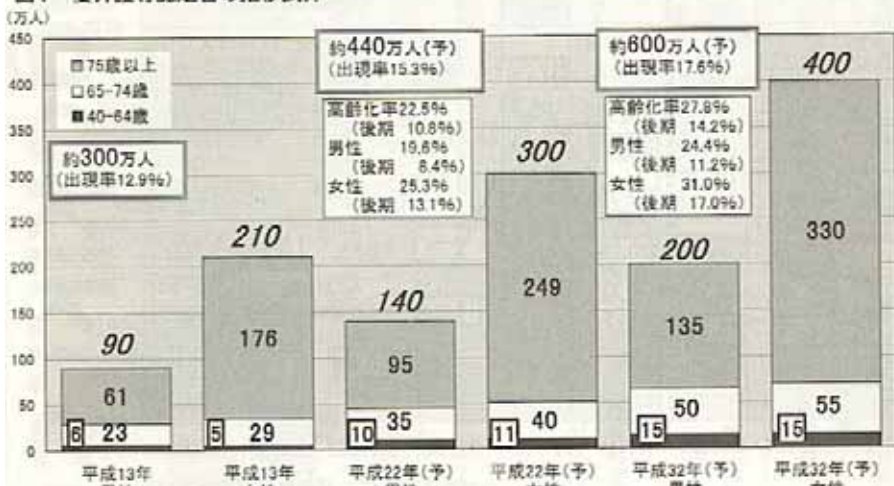 (万人)
450
400
350
300
250
200
150
100
50
0
75歳以上
65-74歳
40-64歳
約300万人
(出現率12.9%)
約440万人(予)
(出現率15.3%)
高齢化率22.5%
(後期 10.8%)
男性 19.6%
(後期 8.4%)
女性 25.3%
(後期 13.1%)
約600万人(予)
(出現率17.6%)
高齢化率27.8%
(後期 14.2%)
男性 24.4%
(後期 11.2%)
女性 31.0%
(後期 17.0%)
90
61
6 23
210
176
5 29
140
95
10 35
300
249
11 40
200
135
15 50
400
330
15 55
平成13年 平成13年 平成22年(予) 平成22年(予) 平成32年(予) 平成32年(予)